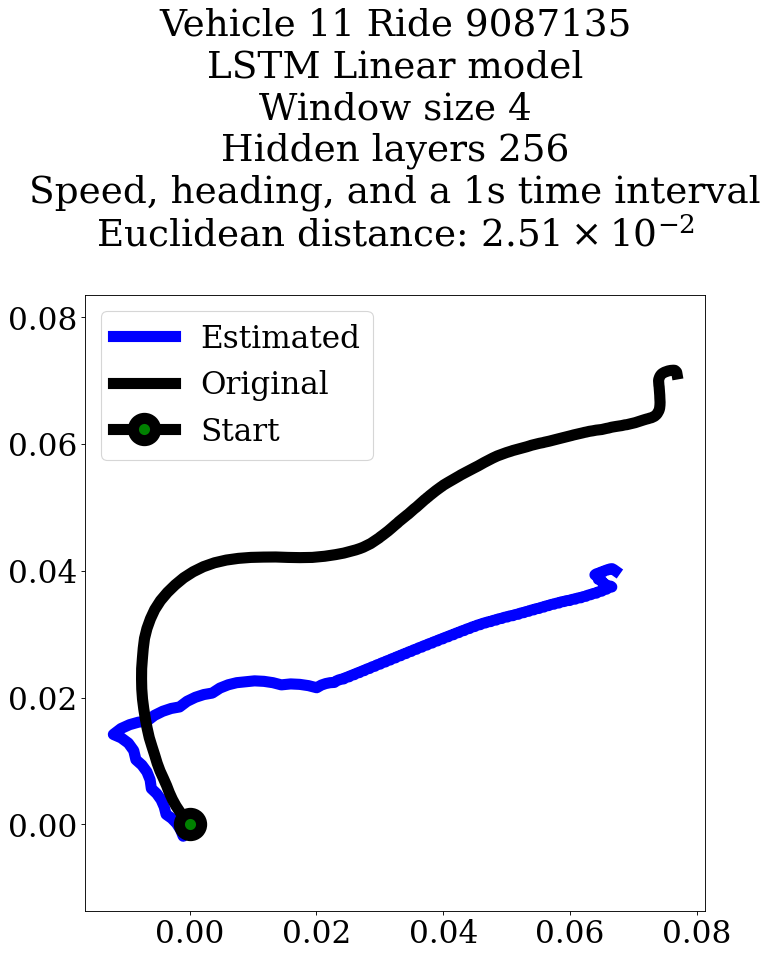 Vehicle 11 Ride 9087135
LSTM Linear model
Window size 4
Hidden layers 256
Speed, heading, and a 1s time interval
Euclidean distance: 2.51 × 10⁻²
Estimated
Original
Start
0.08
0.06
0.04
0.02
0.00
0.00 0.02 0.04 0.06 0.08